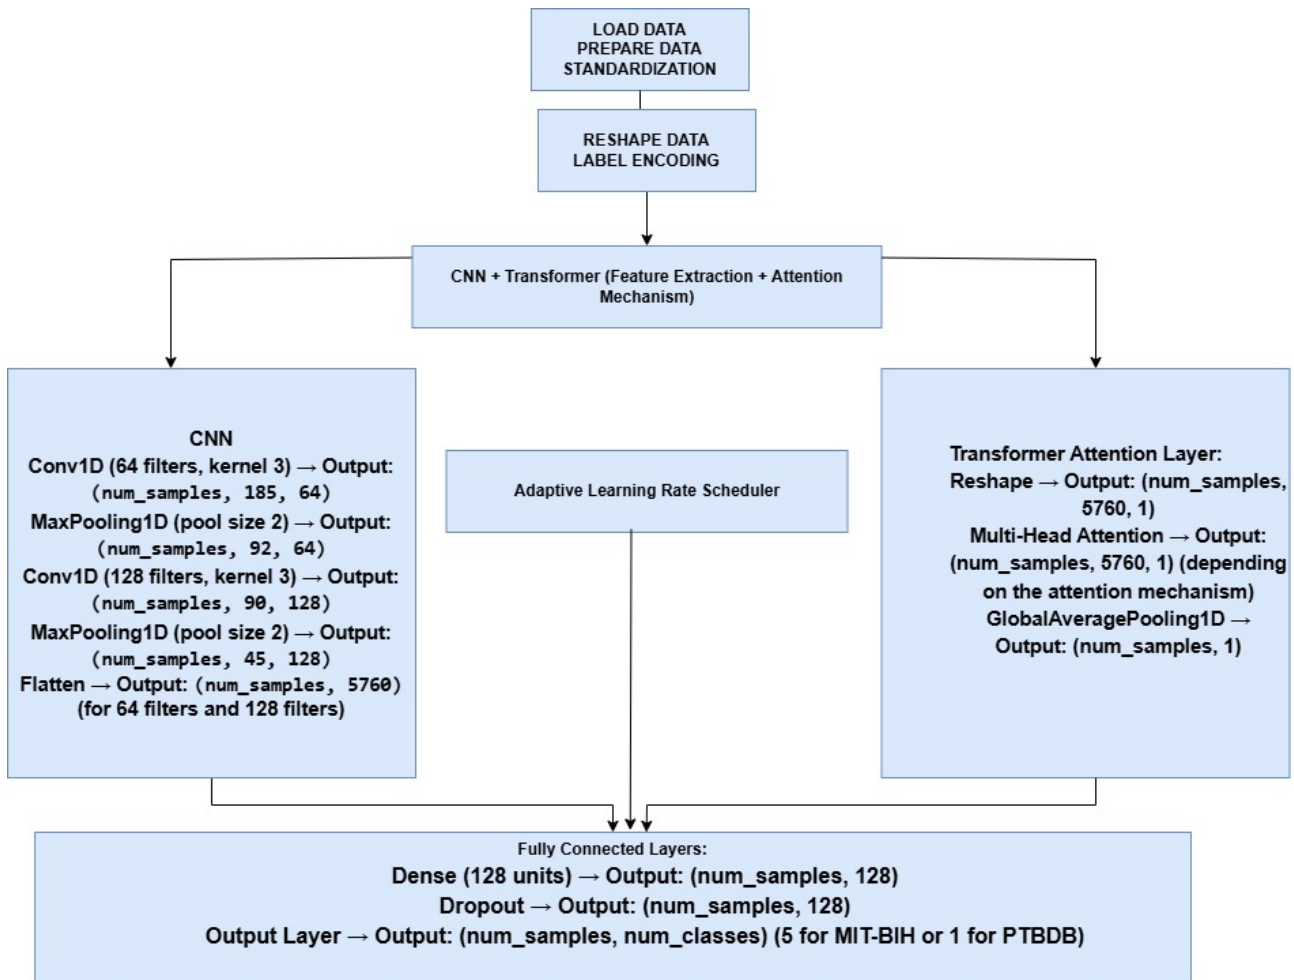 LOAD DATA
PREPARE DATA
STANDARDIZATION
RESHAPE DATA
LABEL ENCODING
CNN + Transformer (Feature Extraction + Attention
Mechanism)
CNN
Conv1D (64 filters, kernel 3) → Output:
(num_samples, 185, 64)
MaxPooling1D (pool size 2) → Output:
(num_samples, 92, 64)
Conv1D (128 filters, kernel 3) → Output:
(num_samples, 90, 128)
MaxPooling1D (pool size 2) → Output:
(num_samples, 45, 128)
Flatten → Output: (num_samples, 5760)
(for 64 filters and 128 filters)
Adaptive Learning Rate Scheduler
Transformer Attention Layer:
Reshape → Output: (num_samples,
5760, 1)
Multi-Head Attention → Output:
(num_samples, 5760, 1) (depending
on the attention mechanism)
GlobalAveragePooling1D →
Output: (num_samples, 1)
Fully Connected Layers:
Dense (128 units) → Output: (num_samples, 128)
Dropout → Output: (num_samples, 128)
Output Layer → Output: (num_samples, num_classes) (5 for MIT-BIH or 1 for PTBDB)